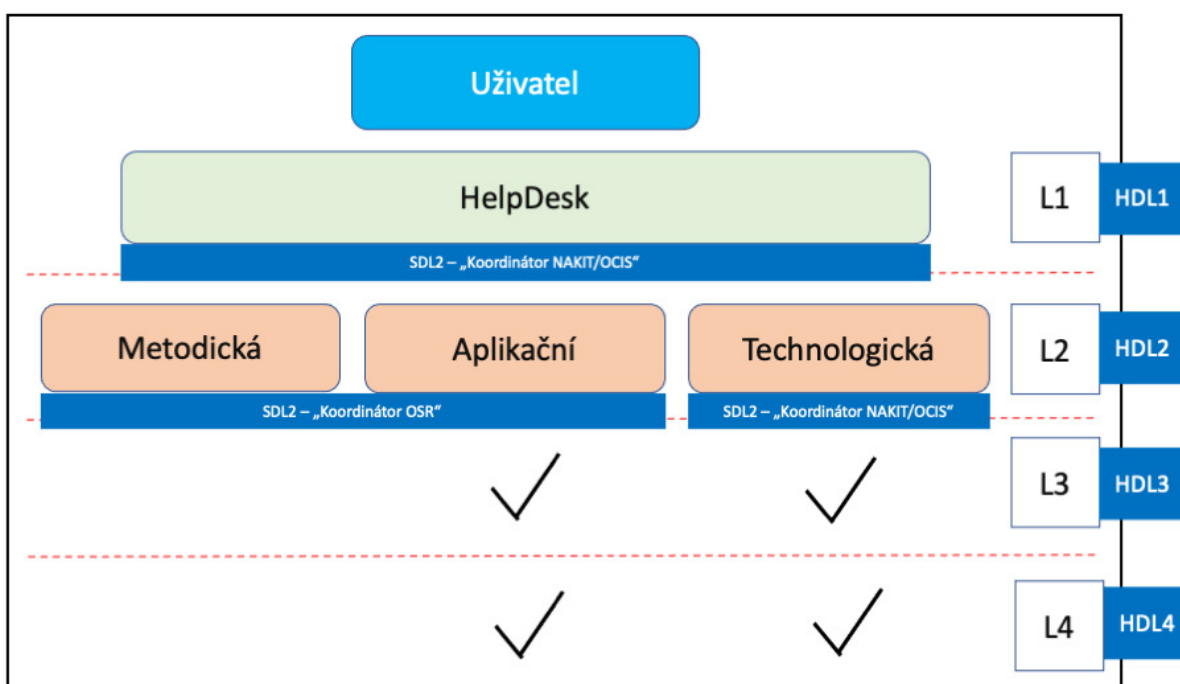 Uživatel
HelpDesk
L1
HDL1
SDL2 – „Koordinátor NAKIT/OCIS“
Metodická
Aplikační
Technologická
L2
HDL2
SDL2 – „Koordinátor OSR“
SDL2 – „Koordinátor NAKIT/OCIS“
L3
HDL3
L4
HDL4